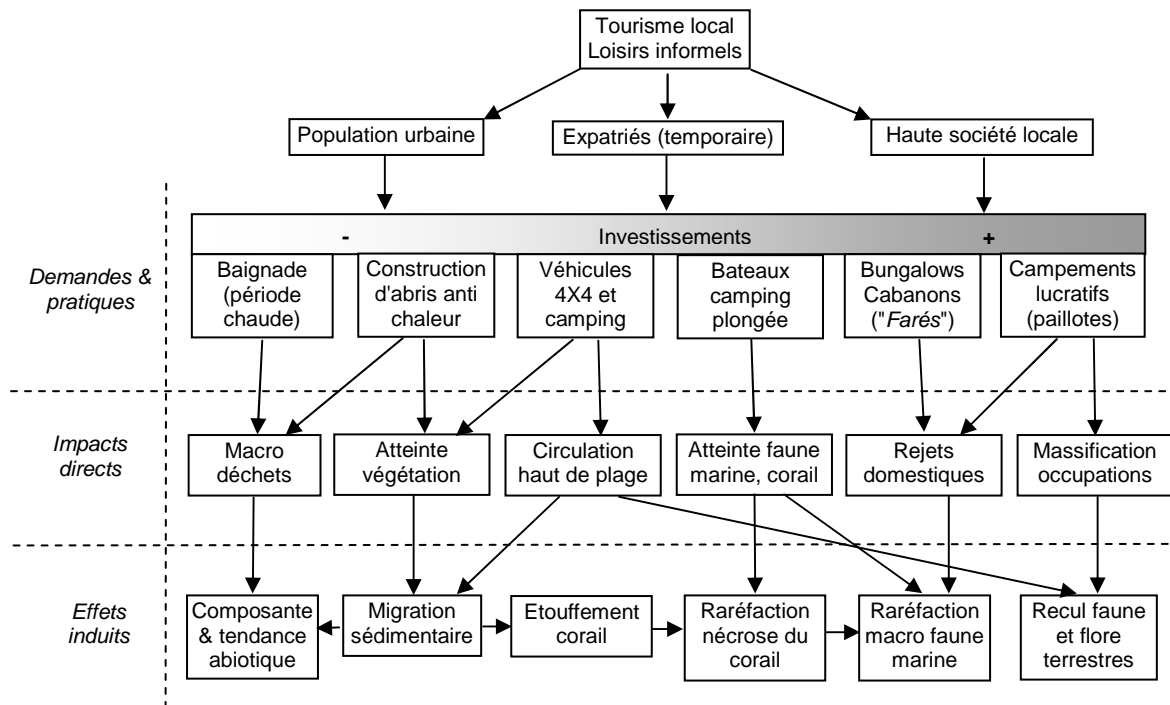 Tourisme local
Loisirs informels
Population urbaine
Expatriés (temporaire)
Haute société locale
- Investissements +
Demandes &
pratiques
Baignade
(période
chaude)
Construction
d'abris anti
chaleur
Véhicules
4X4 et
camping
Bateaux
camping
plongée
Bungalows
Cabanons
("Farés")
Campements
lucratifs
(paillotes)
Impacts
directs
Macro
déchets
Atteinte
végétation
Circulation
haut de plage
Atteinte faune
marine, corail
Rejets
domestiques
Massification
occupations
Effets
induits
Composante
& tendance
abiotique
Migration
sédimentaire
Etouffement
corail
Raréfaction
nécrose du
corail
Raréfaction
macro faune
marine
Recul faune
et flore
terrestres